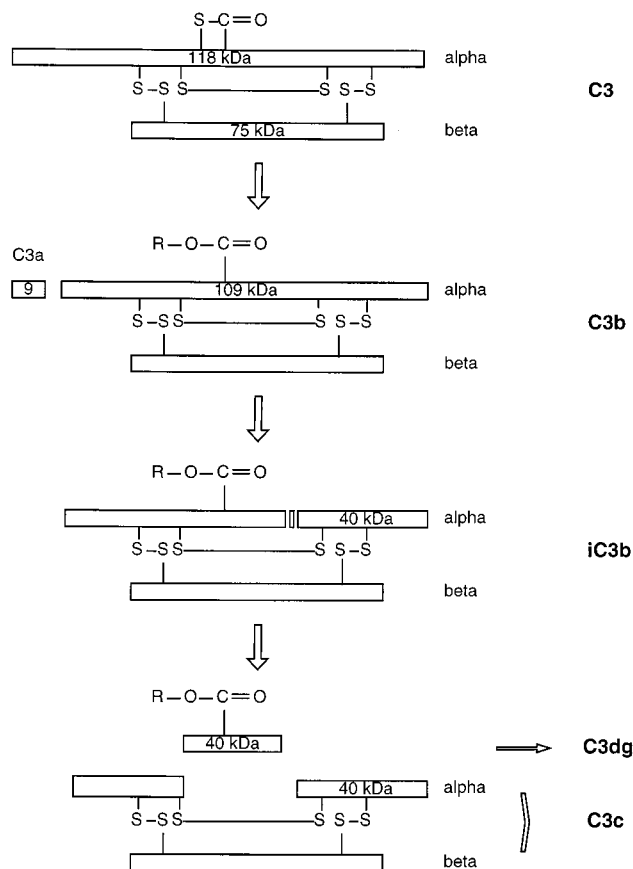 S–C=O
118 kDa alpha
S–S S S S–S C3
75 kDa beta
R–O–C=O
C3a
9 109 kDa alpha
S–S S S S–S C3b
beta
R–O–C=O
40 kDa alpha
S–S S S S–S iC3b
beta
R–O–C=O
40 kDa C3dg
40 kDa alpha
S–S S S S–S C3c
beta